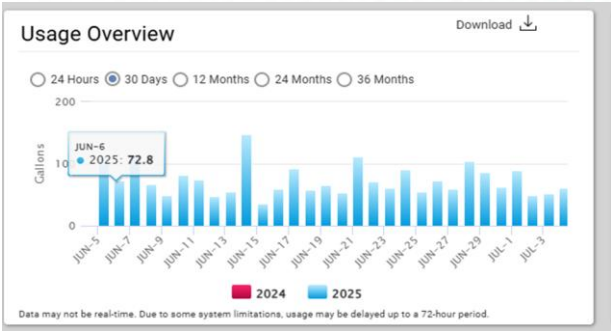 Usage Overview
Download
24 Hours 30 Days 12 Months 24 Months 36 Months
200
JUN-6
2025: 72.8
Gallons
0
JUN-5 JUN-7 JUN-9 JUN-11 JUN-13 JUN-15 JUN-17 JUN-19 JUN-21 JUN-23 JUN-25 JUN-27 JUN-29 JUL-1 JUL-3
2024 2025
Data may not be real-time. Due to some system limitations, usage may be delayed up to a 72-hour period.